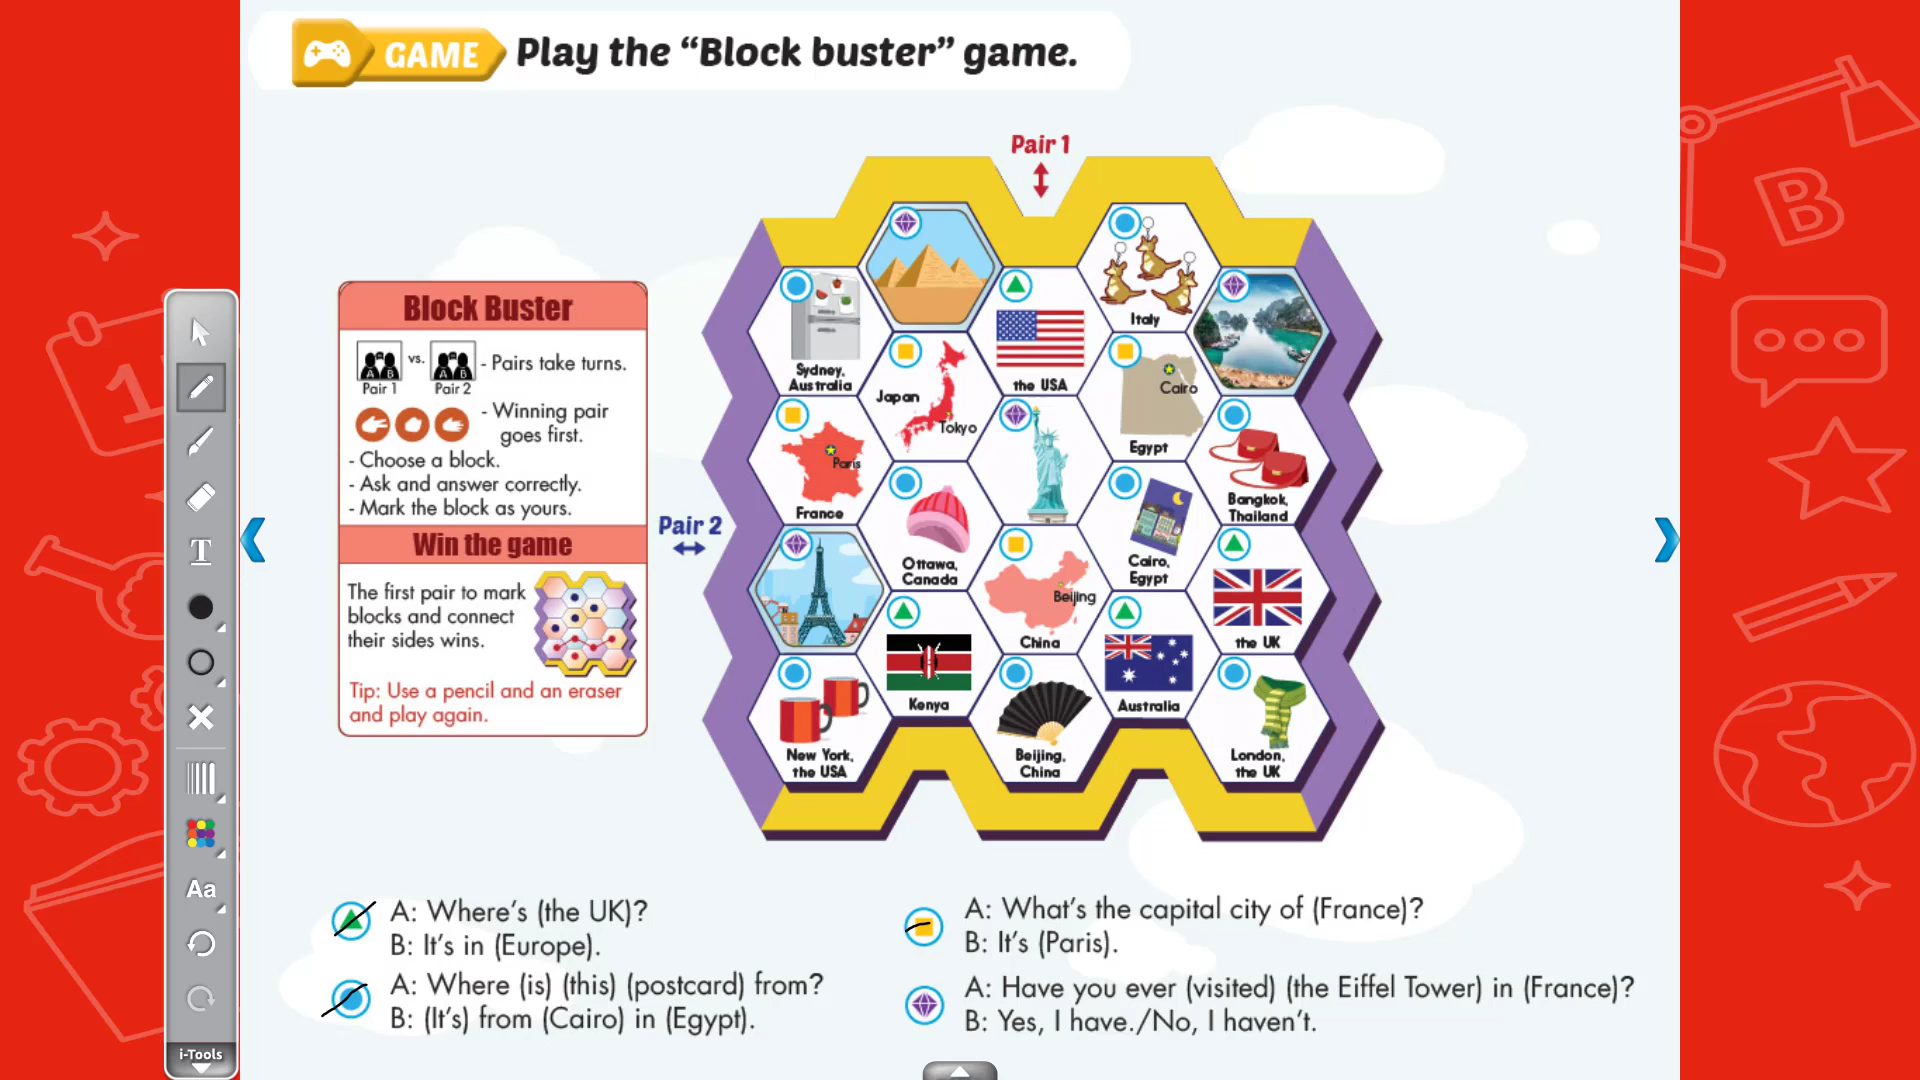 GAME
Play the “Block buster” game.
Pair 1
Block Buster
A B vs. A B - Pairs take turns.
Pair 1 Pair 2
- Winning pair
goes first.
- Choose a block.
- Ask and answer correctly.
- Mark the block as yours.
Win the game
The first pair to mark
blocks and connect
their sides wins.
Tip: Use a pencil and an eraser
and play again.
Pair 2
Italy
Sydney,
Australia
the USA
Japan
Tokyo
Cairo
Egypt
Paris
France
Bangkok,
Thailand
Ottawa,
Canada
Cairo,
Egypt
Beijing
China
the UK
Kenya
Australia
New York,
the USA
Beijing,
China
London,
the UK
A: Where’s (the UK)?
B: It’s in (Europe).
A: Where (is) (this) (postcard) from?
B: (It’s) from (Cairo) in (Egypt).
A: What’s the capital city of (France)?
B: It’s (Paris).
A: Have you ever (visited) (the Eiffel Tower) in (France)?
B: Yes, I have./No, I haven’t.
T
Aa
i-Tools
1
B